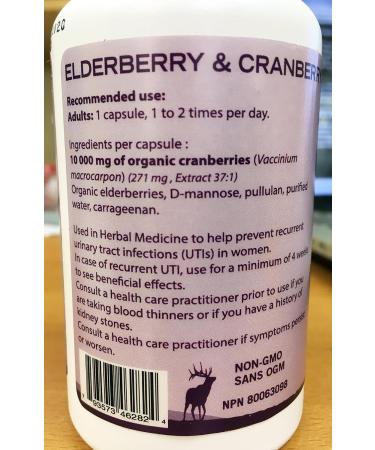 ELDERBERRY & CRANBERR
Recommended use:
Adults: 1 capsule, 1 to 2 times per day.
Ingredients per capsule :
10 000 mg of organic cranberries (Vaccinium
macrocarpon) (271 mg , Extract 37:1)
Organic elderberries, D-mannose, pullulan, purified
water, carrageenan.
Used in Herbal Medicine to help prevent recurrent
urinary tract infections (UTIs) in women.
In case of recurrent UTI, use for a minimum of 4 weeks
to see beneficial effects.
Consult a health care practitioner prior to use if you
are taking blood thinners or if you have a history of
kidney stones.
Consult a health care practitioner if symptoms persist
or worsen.
NON-GMO
SANS OGM
NPN 80063098
7 93573 46282 4